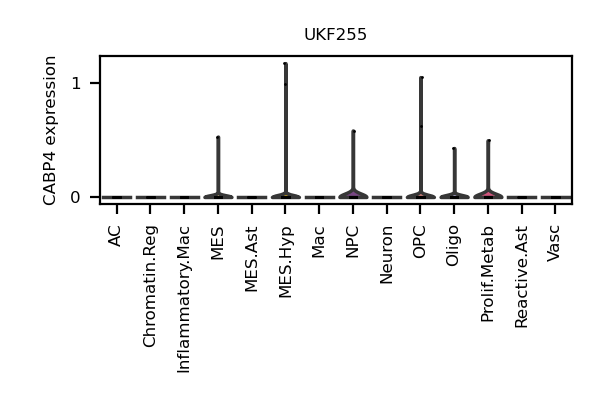 UKF255
CABP4 expression
1
0
AC
Chromatin.Reg
Inflammatory.Mac
MES
MES.Ast
MES.Hyp
Mac
NPC
Neuron
OPC
Oligo
Prolif.Metab
Reactive.Ast
Vasc